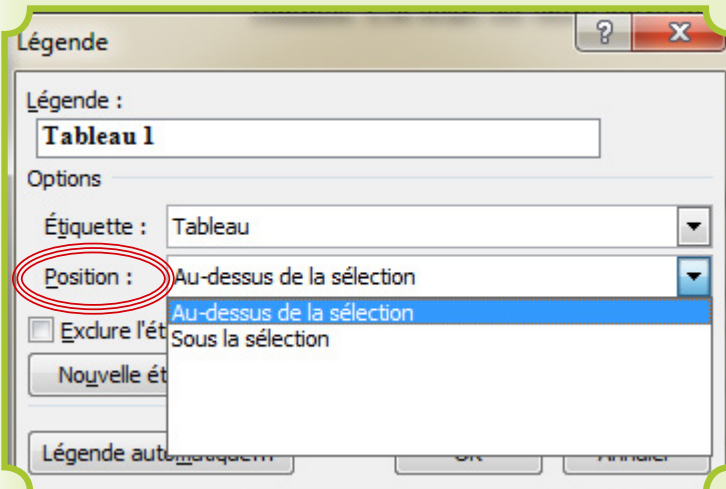 Légende
Légende :
Tableau 1
Options
Étiquette : Tableau
Position : Au-dessus de la sélection
Au-dessus de la sélection
Exclure l'ét
Sous la sélection
Nouvelle ét
Légende